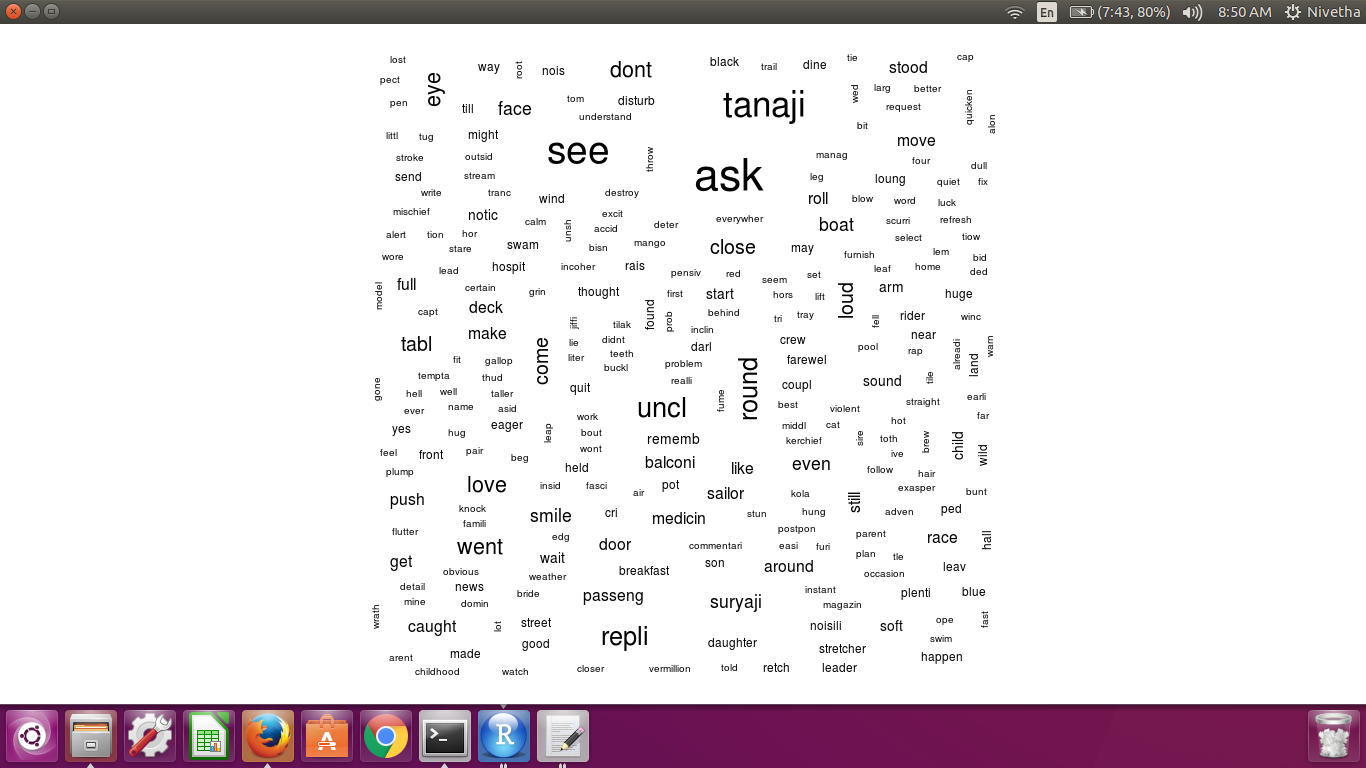 En (7:43, 80%) 8:50 AM Nivetha
lost way root nois dont black trail dine tie stood cap
pect eye
pen till face tom disturb tanaji wed larg better
understand request quicken
littl tug might see throw bit move alon
stroke outsid ask manag four dull
send stream leg loung quiet fix
write tranc wind destroy roll blow word luck
mischief notic calm unsh excit accid deter everywher boat scurri refresh
alert tion hor stare swam bisn mango close may select tiow
wore lead hospit incoher rais pensiv red seem set furnish leaf lem home bid ded
model full certain grin thought first start hors lift loud arm huge
capt deck jiffi tilak found prob behind tri tray fell rider winc
tabl make come lie didnt inclin darl crew pool near rap alreadi warn
fit gallop liter teeth buckl problem round farewel land
gone tempta thud quit realli coupl sound tile
hell well taller fume best straight earli
ever name asid work uncl violent far
yes hug eager leap bout middl cat hot
feel front pair beg wont rememb kerchief sire toth ive brew child wild
plump held balconi like even follow hair
love insid fasci air pot sailor kola still exasper bunt
push knock smile cri medicin stun hung adven ped
flutter famili edg postpon parent race hall
went door commentari easi furi plan tle
get obvious wait weather breakfast son around occasion leav
detail news bride passeng instant plenti blue
wrath mine domin suryaji magazin fast
caught lot street repli noisili soft ope
good daughter stretcher swim
arent made happen
childhood watch closer vermillion told retch leader
R